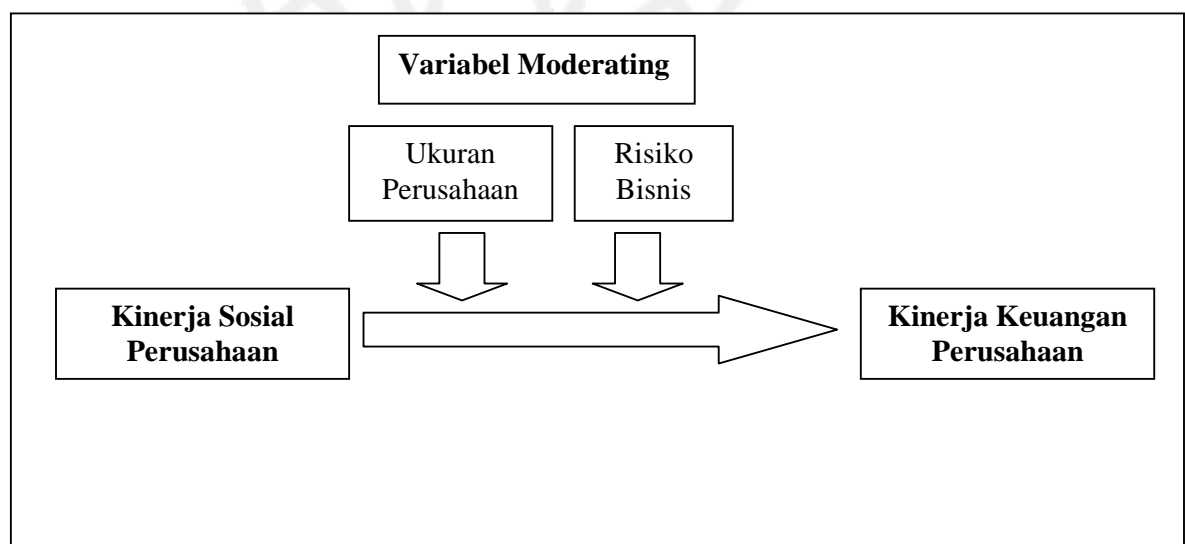 Variabel Moderating
Ukuran
Perusahaan
Risiko
Bisnis
Kinerja Sosial
Perusahaan
Kinerja Keuangan
Perusahaan